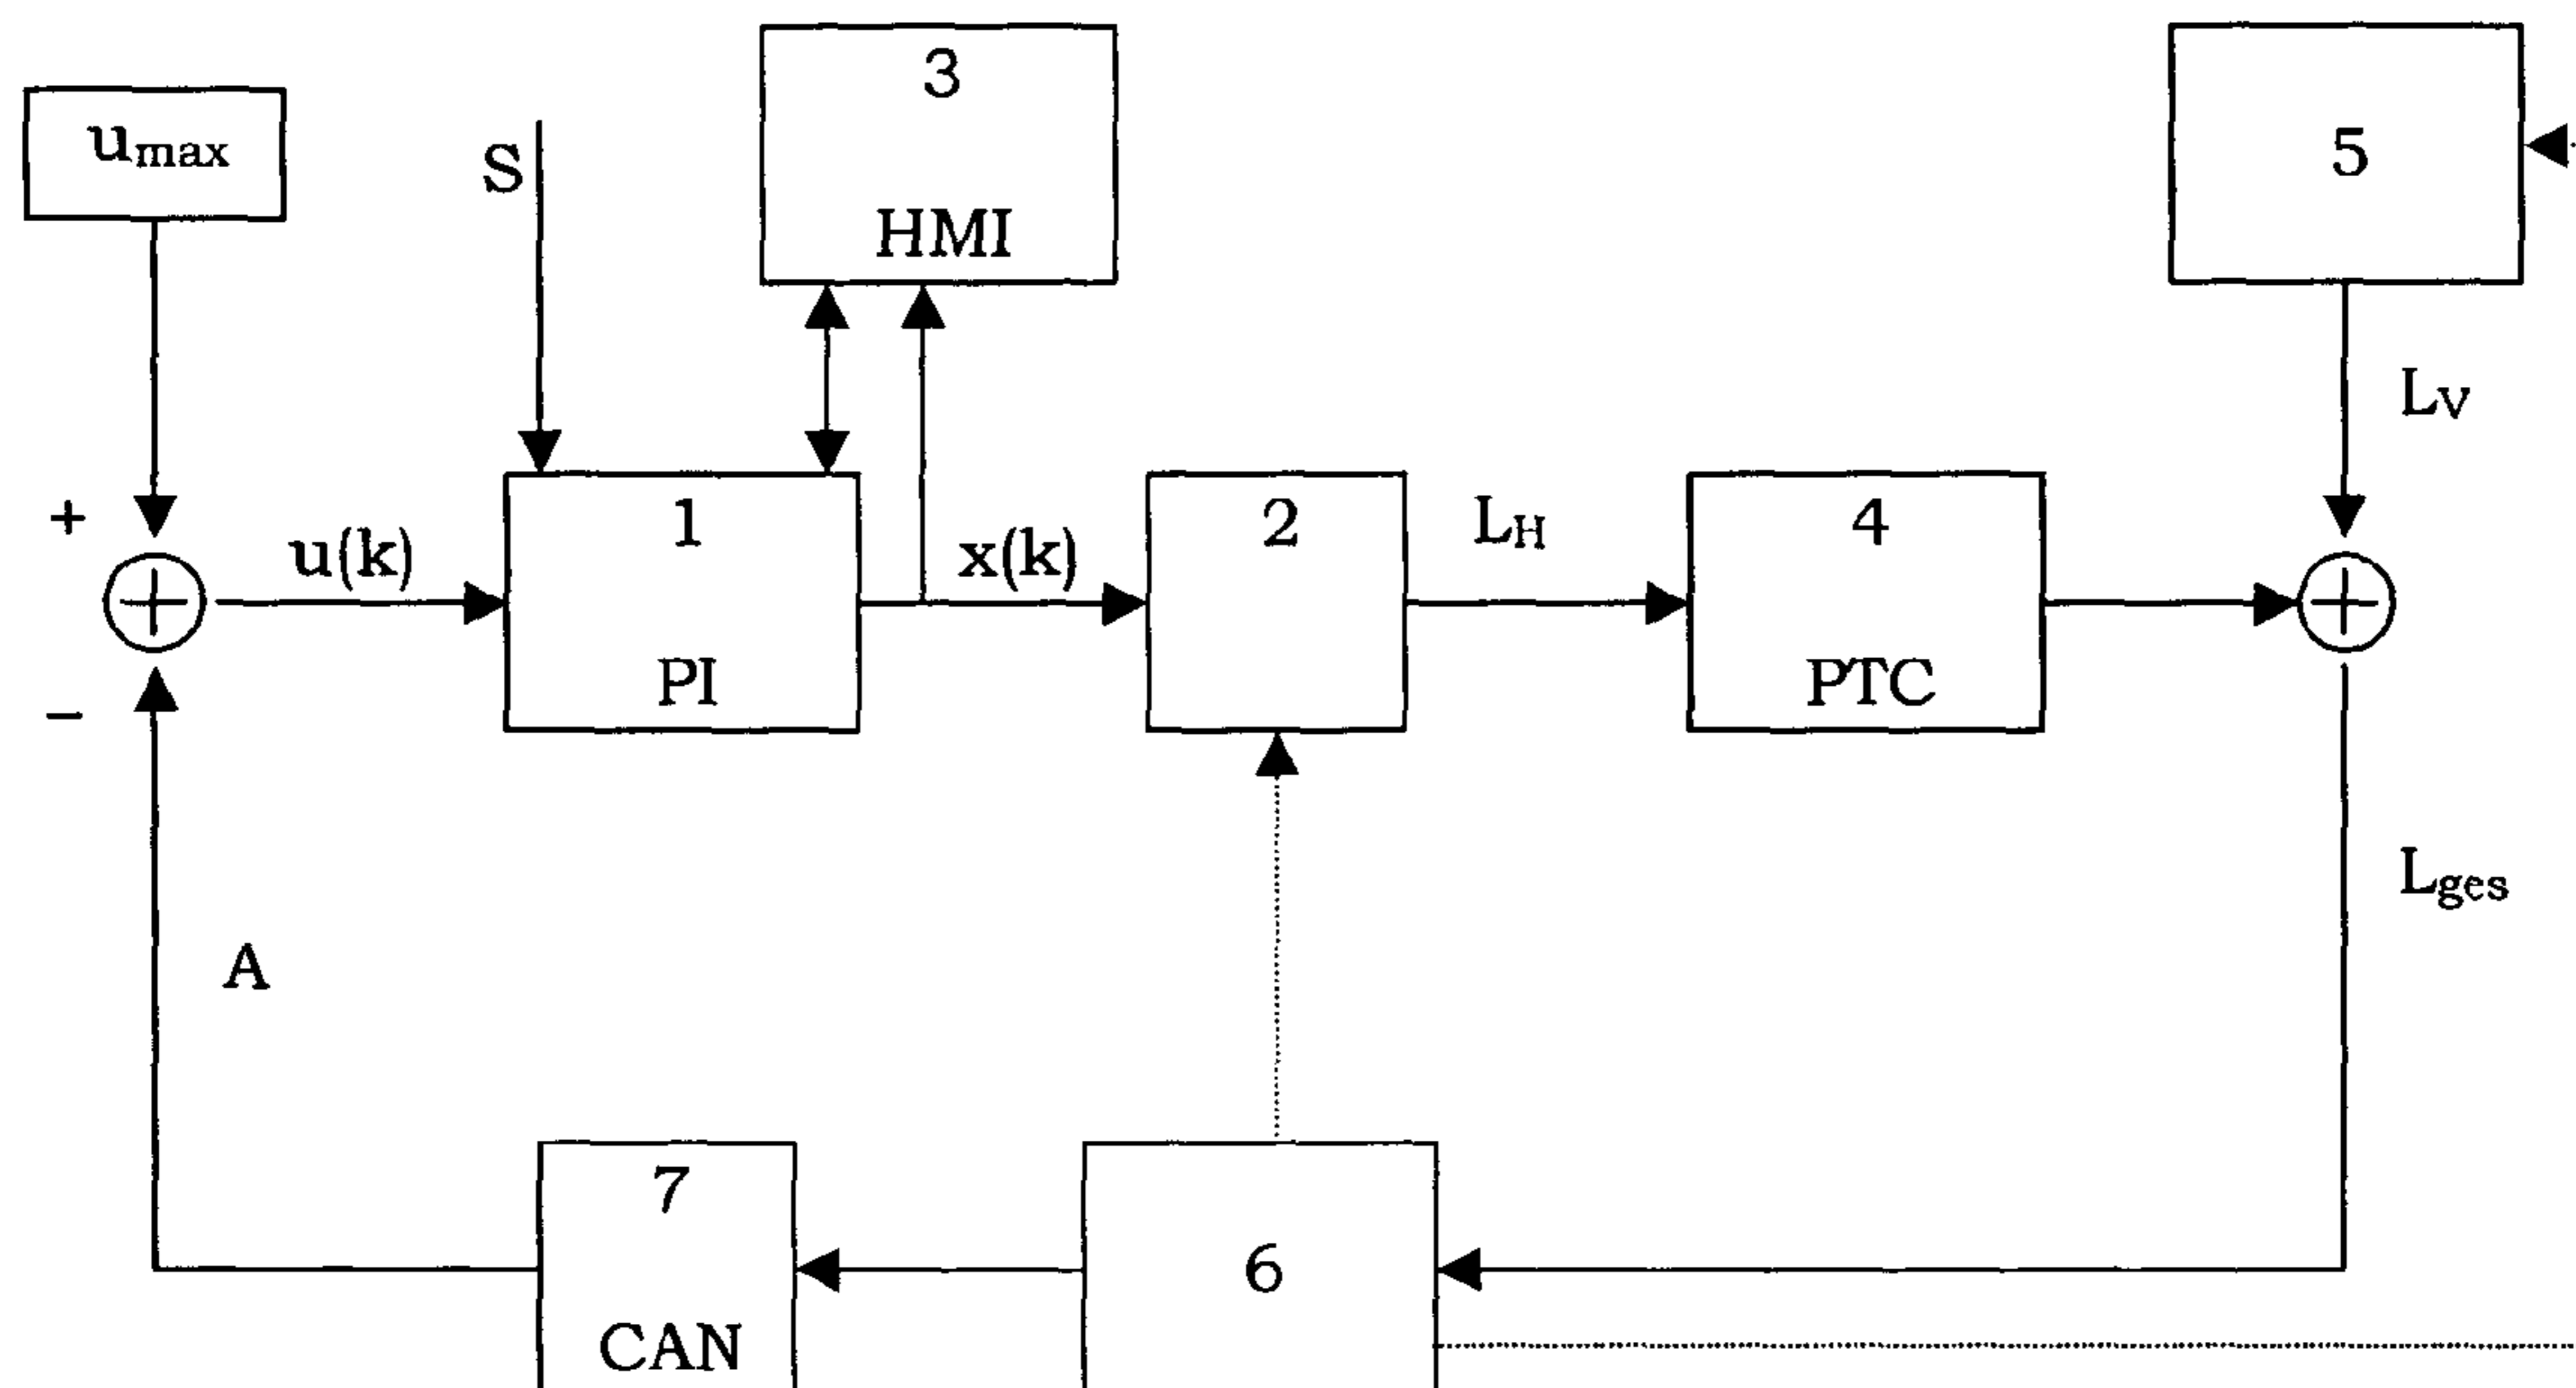 3
HMI
u_max
S
5
L_V
+
u(k)
1
PI
x(k)
2
L_H
4
PTC
−
A
L_ges
7
CAN
6